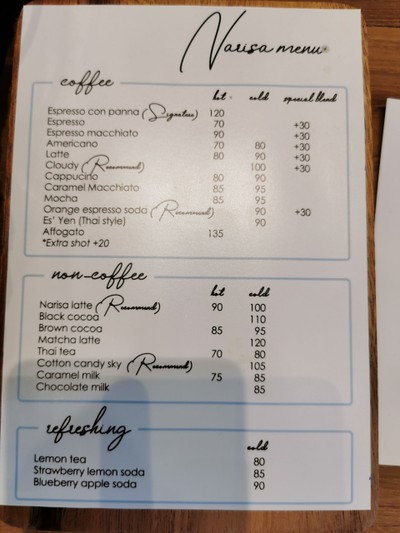 Narisa menu
coffee
hot cold special blend
Espresso con panna (Signature) 120
Espresso 70 +30
Espresso macchiato 90 +30
Americano 70 80 +30
Latte 80 90 +30
Cloudy (Recommend) 100 +30
Cappucino 80 90
Caramel Macchiato 85 95
Mocha 85 95
Orange espresso soda (Recommend) 90 +30
Es' Yen (Thai style) 90
Affogato 135
*Extra shot +20
non-coffee
hot cold
Narisa latte (Recommend) 90 100
Black cocoa 110
Brown cocoa 85 95
Matcha latte 120
Thai tea 70 80
Cotton candy sky (Recommend) 105
Caramel milk 75 85
Chocolate milk 85
refreshing
cold
Lemon tea 80
Strawberry lemon soda 85
Blueberry apple soda 90